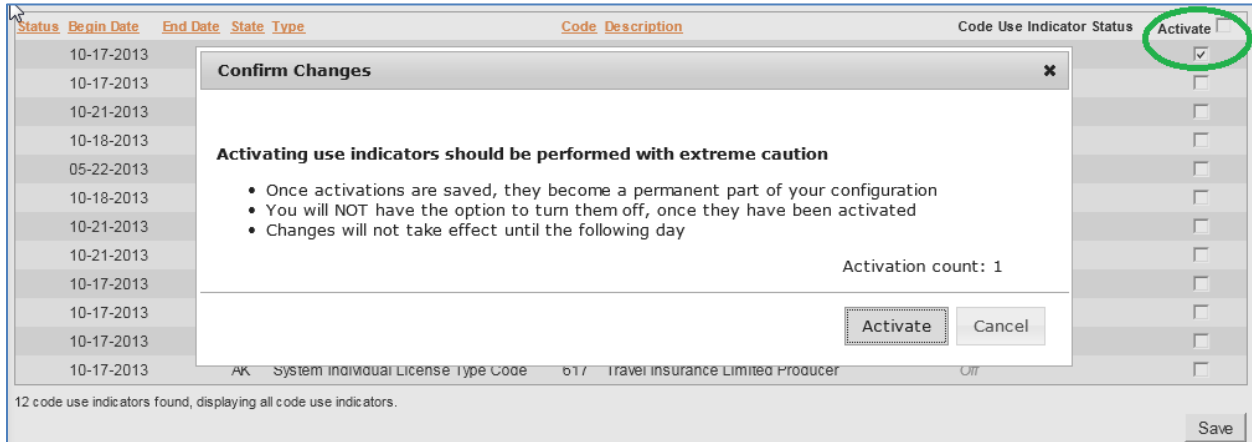 Status Begin Date End Date State Type Code Description Code Use Indicator Status Activate
10-17-2013
10-17-2013
10-21-2013
10-18-2013
05-22-2013
10-18-2013
10-21-2013
10-21-2013
10-17-2013
10-17-2013
10-17-2013
10-17-2013 AK System Individual License Type Code 617 Travel Insurance Limited Producer Off
Confirm Changes
Activating use indicators should be performed with extreme caution
• Once activations are saved, they become a permanent part of your configuration
• You will NOT have the option to turn them off, once they have been activated
• Changes will not take effect until the following day
Activation count: 1
Activate Cancel
12 code use indicators found, displaying all code use indicators.
Save